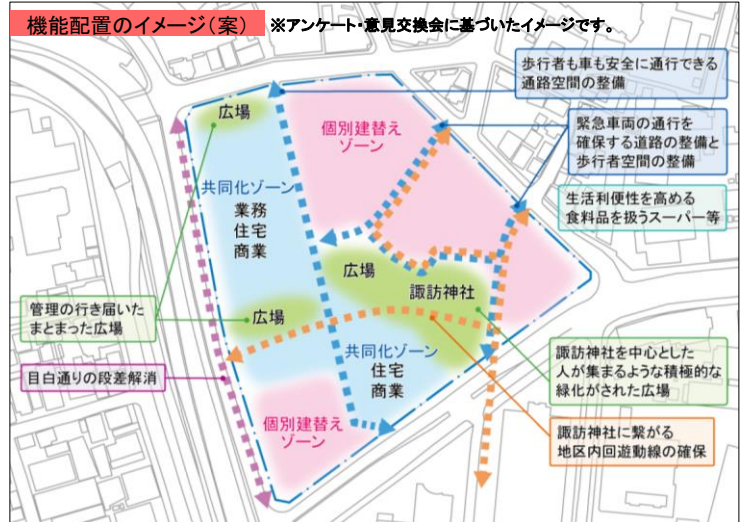 機能配置のイメージ(案)
※アンケート・意見交換会に基づいたイメージです。
歩行者も車も安全に通行できる
通路空間の整備
広場
個別建替え
ゾーン
緊急車両の通行を
確保する道路の整備と
歩行者空間の整備
共同化ゾーン
業務
住宅
商業
生活利便性を高める
食料品を扱うスーパー等
広場
諏訪神社
管理の行き届いた
まとまった広場
広場
共同化ゾーン
住宅
商業
諏訪神社を中心とした
人が集まるような積極的な
緑化がされた広場
目白通りの段差解消
個別建替え
ゾーン
諏訪神社に繋がる
地区内回遊動線の確保